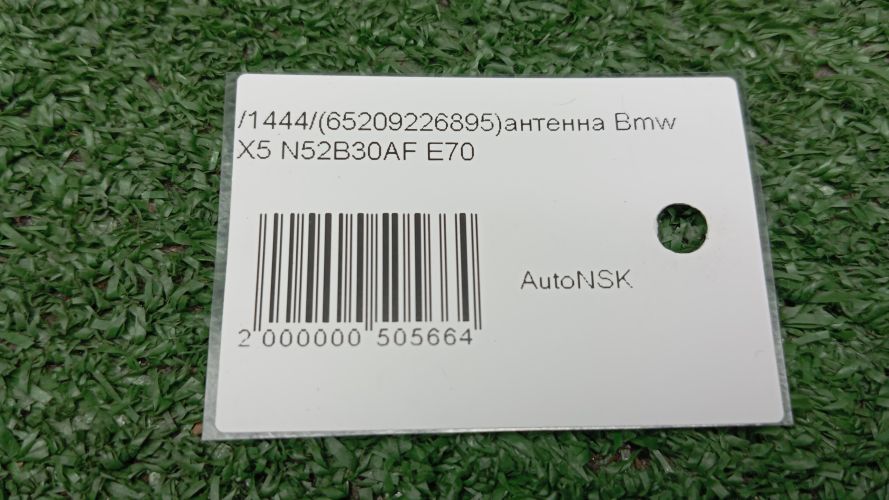 /1444/(65209226895)антенна Bmw
X5 N52B30AF E70
AutoNSK
2 000000 505664